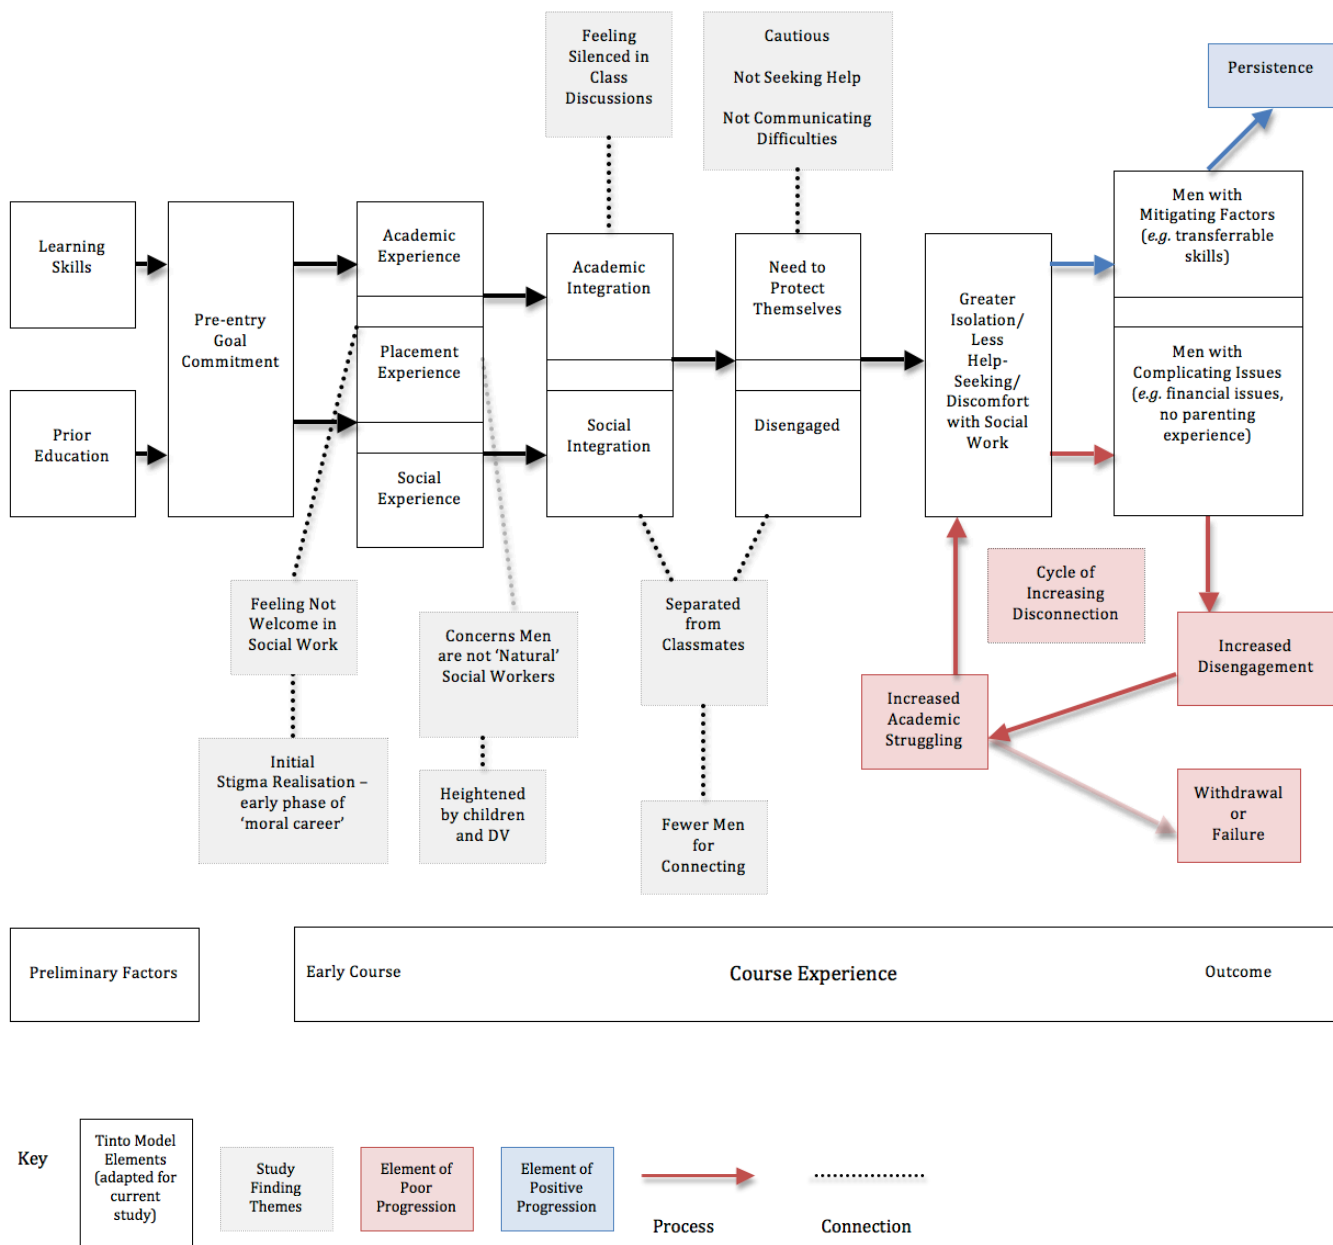 Feeling
Silenced in
Class
Discussions
Cautious
Not Seeking Help
Not Communicating
Difficulties
Persistence
Learning
Skills
Prior
Education
Pre-entry
Goal
Commitment
Academic
Experience
Placement
Experience
Social
Experience
Academic
Integration
Social
Integration
Need to
Protect
Themselves
Disengaged
Greater
Isolation/
Less
Help-
Seeking/
Discomfort
with Social
Work
Men with
Mitigating Factors
(e.g. transferrable
skills)
Men with
Complicating Issues
(e.g. financial issues,
no parenting
experience)
Feeling Not
Welcome in
Social Work
Initial
Stigma Realisation –
early phase of
‘moral career’
Concerns Men
are not ‘Natural’
Social Workers
Heightened
by children
and DV
Separated
from
Classmates
Fewer Men
for
Connecting
Cycle of
Increasing
Disconnection
Increased
Academic
Struggling
Increased
Disengagement
Withdrawal
or
Failure
Preliminary Factors
Early Course
Course Experience
Outcome
Key
Tinto Model
Elements
(adapted for
current
study)
Study
Finding
Themes
Element of
Poor
Progression
Element of
Positive
Progression
Process
Connection